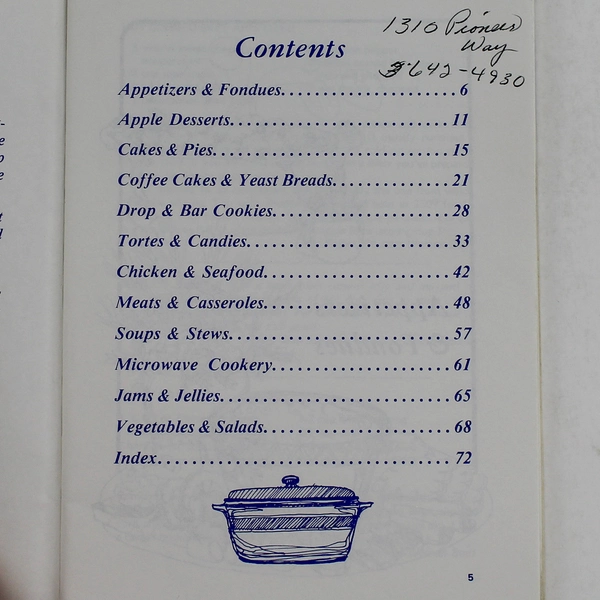 1310 Pioneer
Way
642-4930
Contents
Appetizers & Fondues. . . . . . . . . . . . . . . . . . . . . 6
Apple Desserts. . . . . . . . . . . . . . . . . . . . . . . . . . 11
Cakes & Pies. . . . . . . . . . . . . . . . . . . . . . . . . . . . 15
Coffee Cakes & Yeast Breads. . . . . . . . . . . . . . 21
Drop & Bar Cookies. . . . . . . . . . . . . . . . . . . . . 28
Tortes & Candies. . . . . . . . . . . . . . . . . . . . . . . . 33
Chicken & Seafood. . . . . . . . . . . . . . . . . . . . . . 42
Meats & Casseroles. . . . . . . . . . . . . . . . . . . . . . 48
Soups & Stews. . . . . . . . . . . . . . . . . . . . . . . . . . 57
Microwave Cookery. . . . . . . . . . . . . . . . . . . . . 61
Jams & Jellies. . . . . . . . . . . . . . . . . . . . . . . . . . . 65
Vegetables & Salads. . . . . . . . . . . . . . . . . . . . . . 68
Index. . . . . . . . . . . . . . . . . . . . . . . . . . . . . . . . . . 72
5